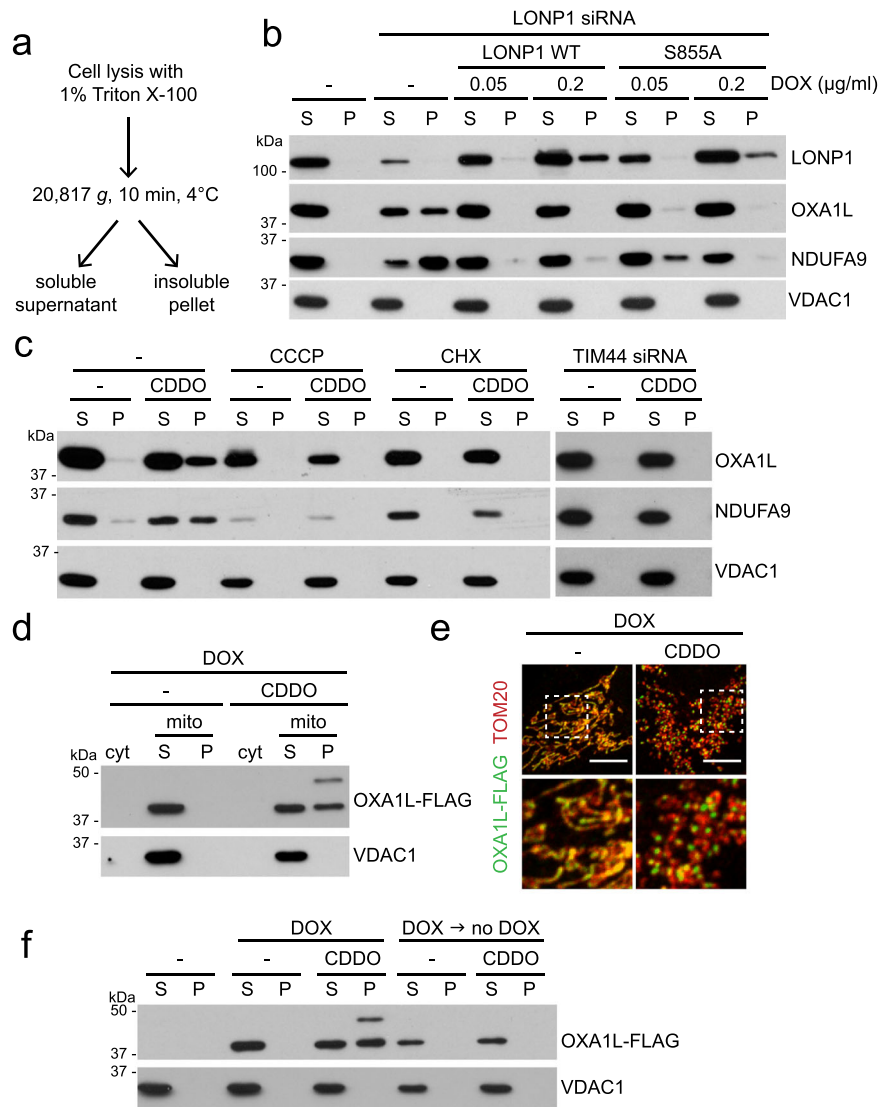 a
Cell lysis with
1% Triton X-100
20,817 g, 10 min, 4°C
soluble
supernatant
insoluble
pellet
b
LONP1 siRNA
LONP1 WT S855A
- - 0.05 0.2 0.05 0.2 DOX (µg/ml)
S P S P S P S P S P S P
kDa
100 - LONP1
37 - OXA1L
37 - NDUFA9
37 - VDAC1
c
- CCCP CHX TIM44 siRNA
- CDDO - CDDO - CDDO - CDDO
S P S P S P S P S P S P S P S P
kDa
37 - OXA1L
37 - NDUFA9
37 - VDAC1
d
DOX
- CDDO
mito mito
cyt S P cyt S P
kDa
50 -
OXA1L-FLAG
37 -
37 -
VDAC1
e
DOX
- CDDO
OXA1L-FLAG TOM20
f
DOX DOX → no DOX
- - CDDO - CDDO
S P S P S P S P S P
kDa
50 -
OXA1L-FLAG
37 -
37 -
VDAC1